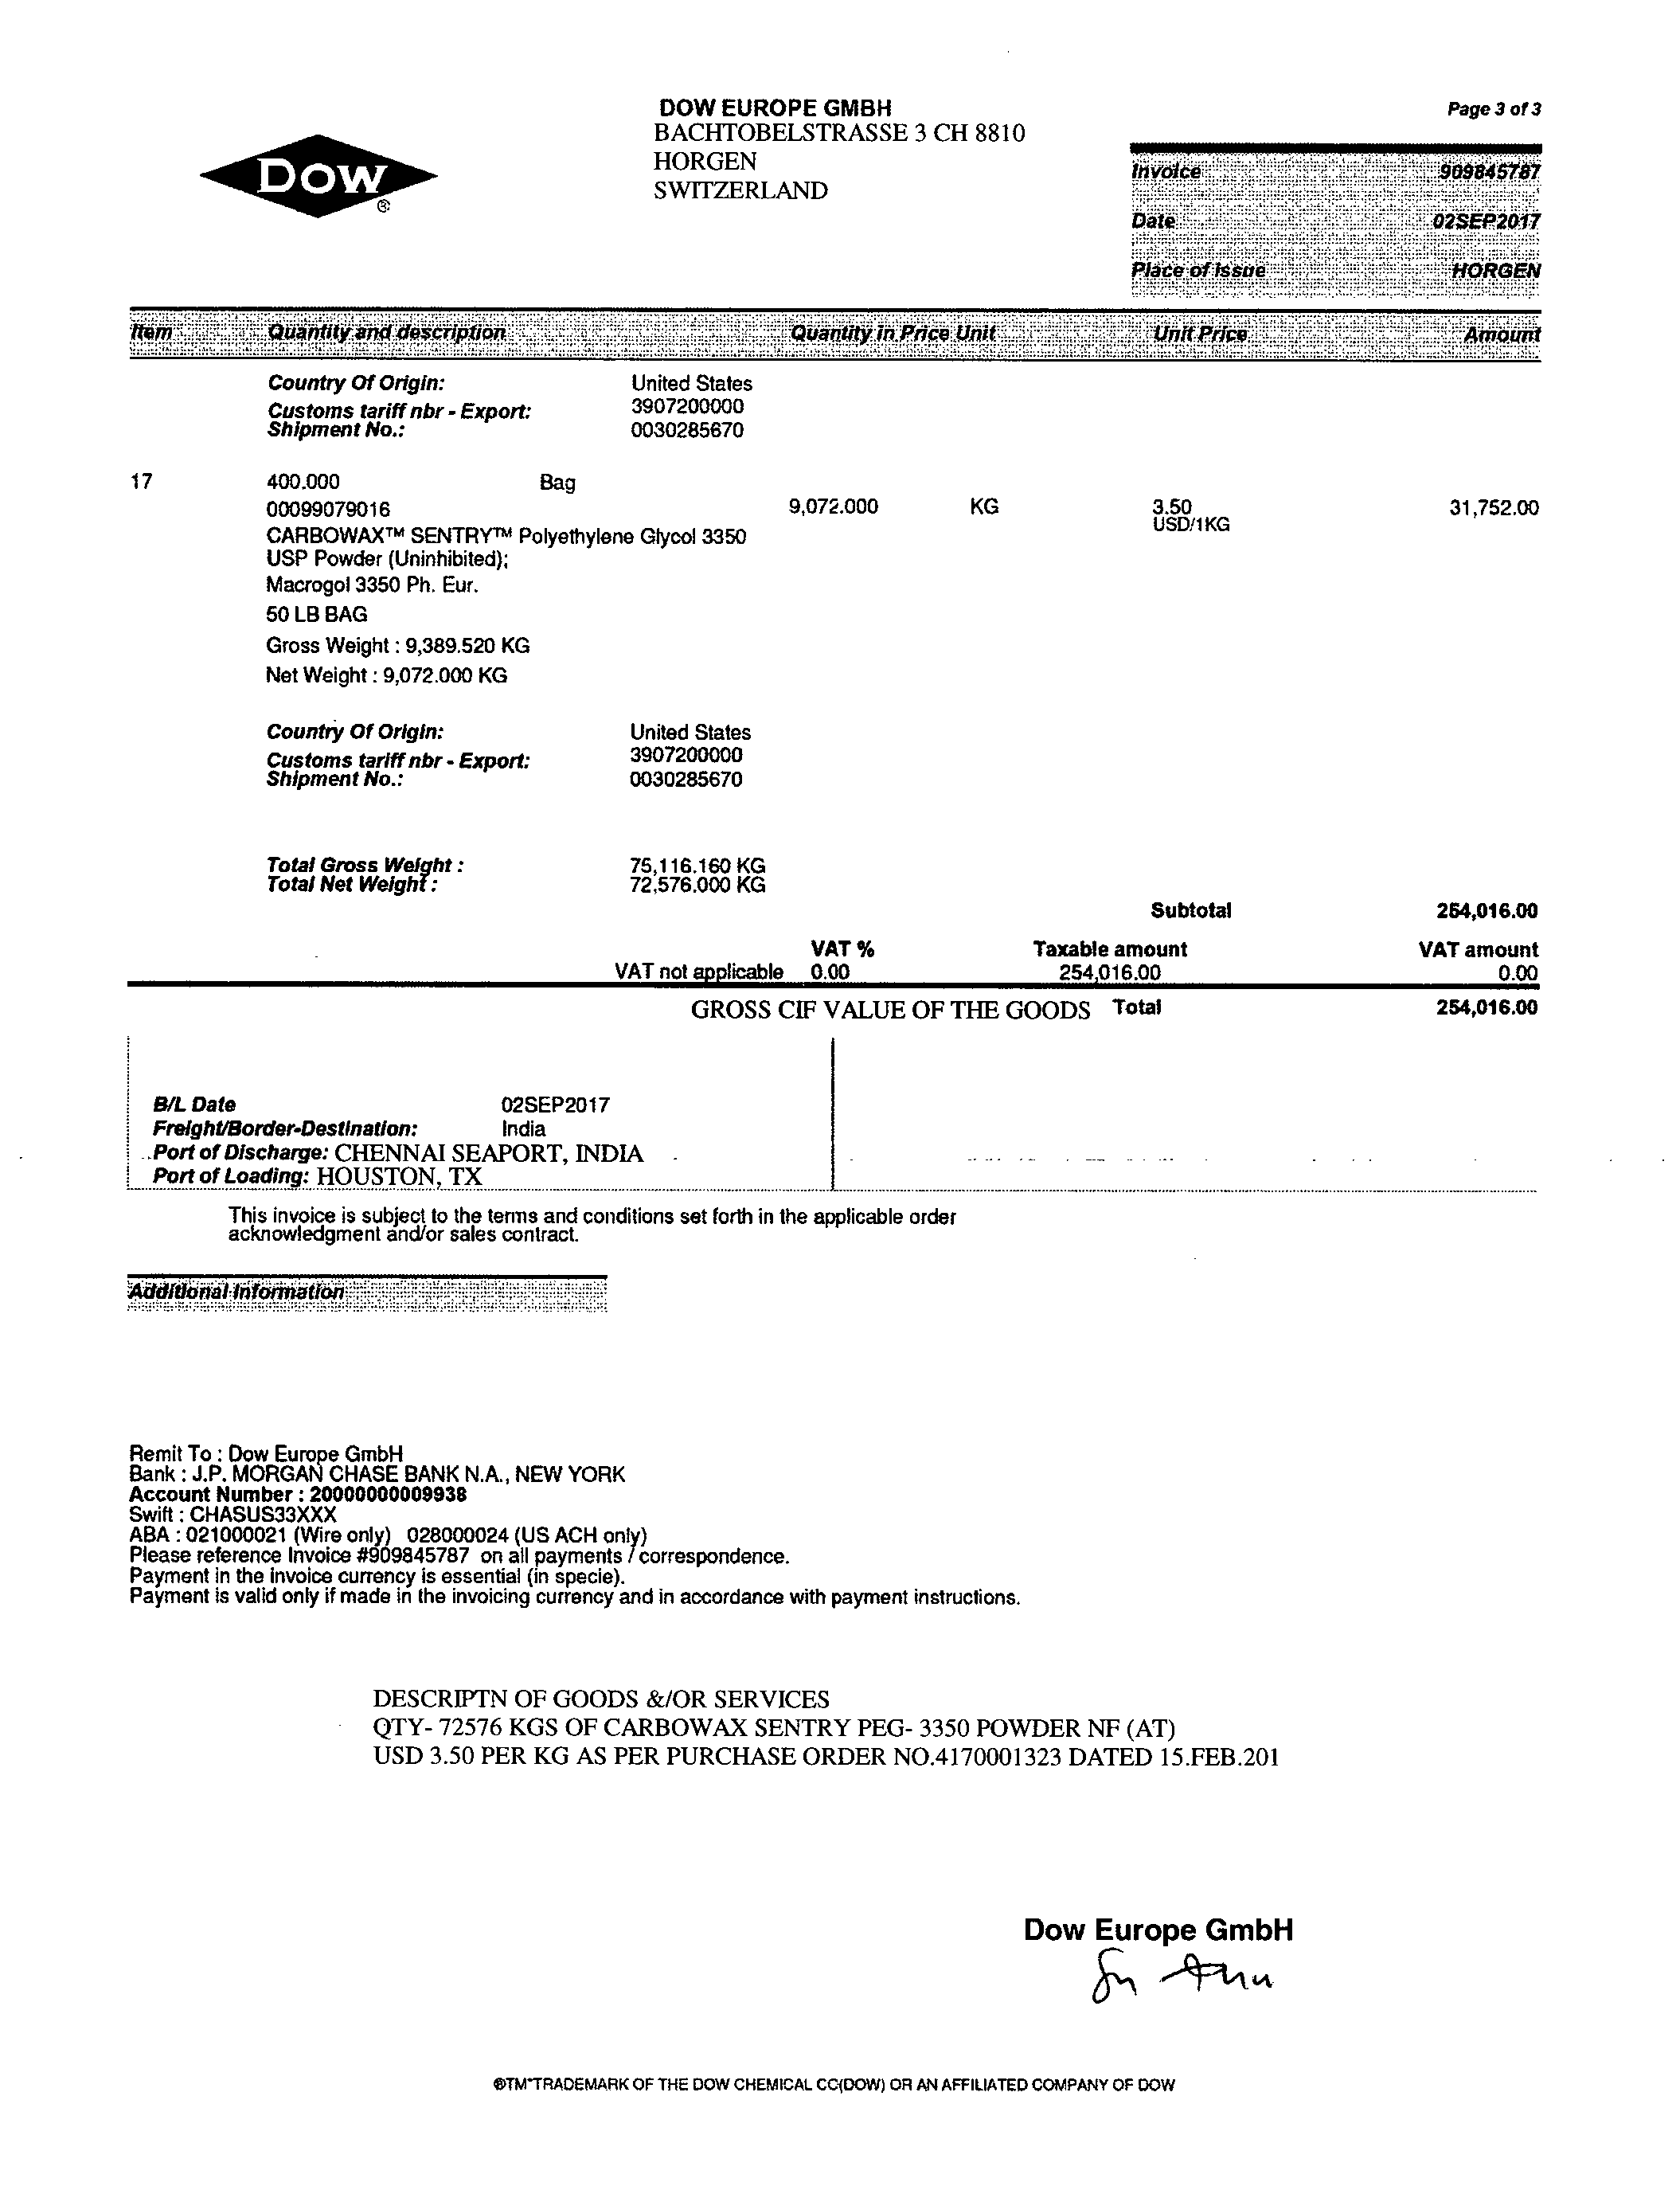 DOW EUROPE GMBH
BACHTOBELSTRASSE 3 CH 8810
HORGEN
SWITZERLAND
Page 3 of 3
Dow
®
Invoice 909845787
Date 02SEP2017
Place of issue HORGEN
Item Quantity and description Quantity in Price Unit Unit Price Amount
Country Of Origin: United States
Customs tariff nbr - Export: 3907200000
Shipment No.: 0030285670
17 400.000 Bag
00099079016 9,072.000 KG 3.50 31,752.00
USD/1KG
CARBOWAX™ SENTRY™ Polyethylene Glycol 3350
USP Powder (Uninhibited);
Macrogol 3350 Ph. Eur.
50 LB BAG
Gross Weight : 9,389.520 KG
Net Weight : 9,072.000 KG
Country Of Origin: United States
Customs tariff nbr - Export: 3907200000
Shipment No.: 0030285670
Total Gross Weight : 75,116.160 KG
Total Net Weight : 72,576.000 KG
Subtotal 254,016.00
VAT % Taxable amount VAT amount
VAT not applicable 0.00 254,016.00 0.00
GROSS CIF VALUE OF THE GOODS Total 254,016.00
B/L Date 02SEP2017
Freight/Border-Destination: India
Port of Discharge: CHENNAI SEAPORT, INDIA
Port of Loading: HOUSTON, TX
This invoice is subject to the terms and conditions set forth in the applicable order
acknowledgment and/or sales contract.
Additional Information
Remit To : Dow Europe GmbH
Bank : J.P. MORGAN CHASE BANK N.A., NEW YORK
Account Number : 20000000009938
Swift : CHASUS33XXX
ABA : 021000021 (Wire only) 028000024 (US ACH only)
Please reference Invoice #909845787 on all payments / correspondence.
Payment in the invoice currency is essential (in specie).
Payment is valid only if made in the invoicing currency and in accordance with payment instructions.
DESCRIPTN OF GOODS &/OR SERVICES
QTY- 72576 KGS OF CARBOWAX SENTRY PEG- 3350 POWDER NF (AT)
USD 3.50 PER KG AS PER PURCHASE ORDER NO.4170001323 DATED 15.FEB.201
Dow Europe GmbH
®TM*TRADEMARK OF THE DOW CHEMICAL CC(DOW) OR AN AFFILIATED COMPANY OF DOW